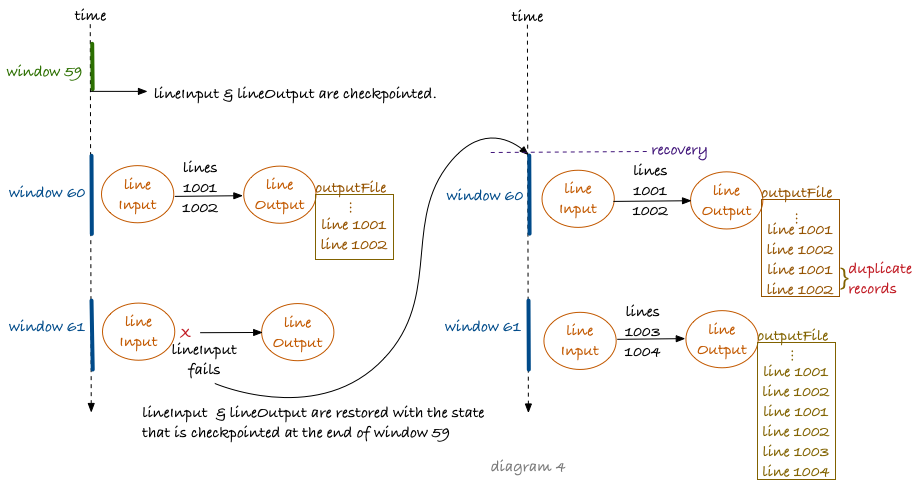 time
window 59
lineInput & lineOutput are checkpointed.
window 60
line
Input
lines
1001
1002
line
Output
outputFile
⋮
line 1001
line 1002
window 61
line
Input
x
lineInput
fails
line
Output
lineInput & lineOutput are restored with the state
that is checkpointed at the end of window 59
time
recovery
window 60
line
Input
lines
1001
1002
line
Output
outputFile
⋮
line 1001
line 1002
line 1001
line 1002
} duplicate
records
window 61
line
Input
lines
1003
1004
line
Output
outputFile
⋮
line 1001
line 1002
line 1001
line 1002
line 1003
line 1004
diagram 4